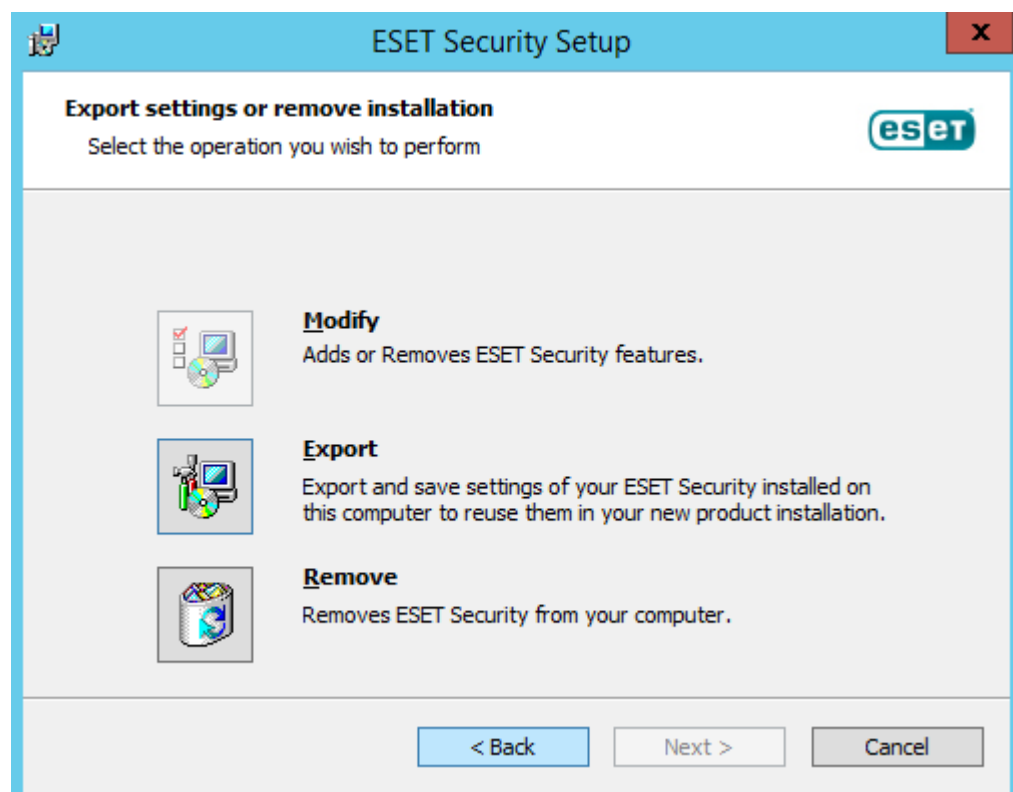 ESET Security Setup
x
Export settings or remove installation
Select the operation you wish to perform
eset
Modify
Adds or Removes ESET Security features.
Export
Export and save settings of your ESET Security installed on
this computer to reuse them in your new product installation.
Remove
Removes ESET Security from your computer.
< Back
Next >
Cancel